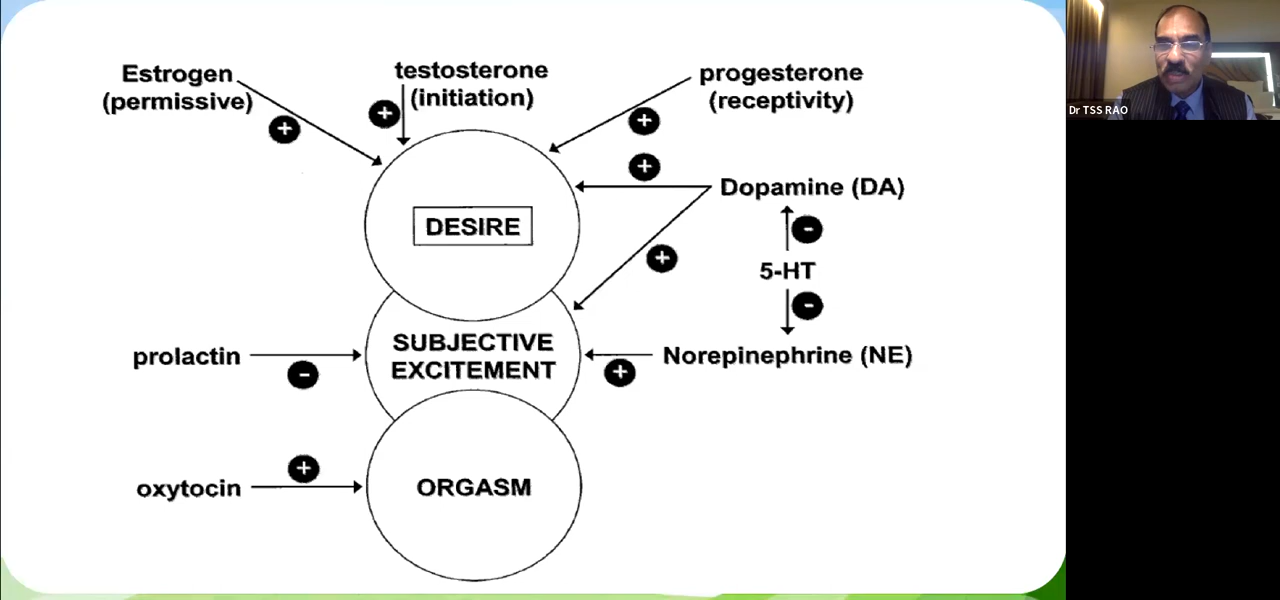 Estrogen
(permissive)
testosterone
(initiation)
progesterone
(receptivity)
Dr TSS RAO
+
+
+
+
Dopamine (DA)
DESIRE
-
+
5-HT
-
SUBJECTIVE
EXCITEMENT
prolactin
-
Norepinephrine (NE)
+
+
oxytocin
ORGASM